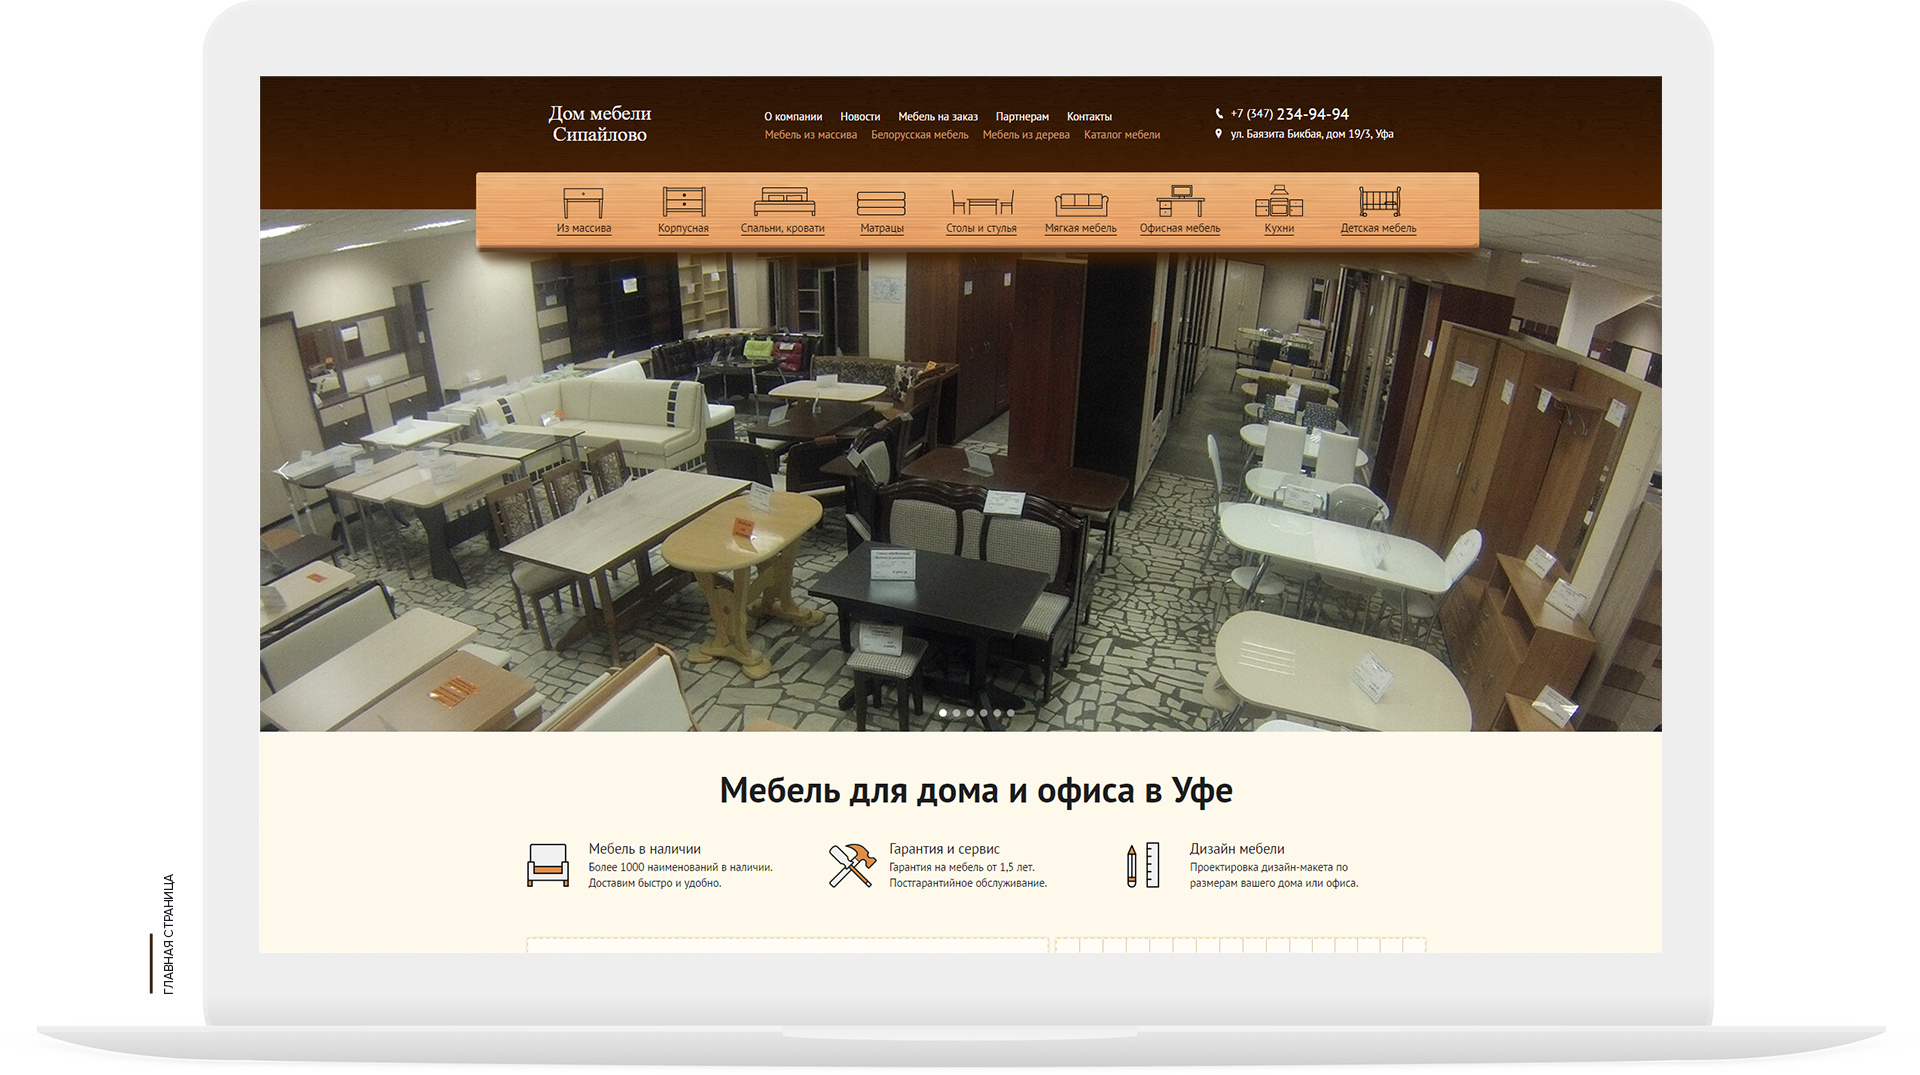 Дом мебели
Сипайлово
О компании Новости Мебель на заказ Партнерам Контакты
Мебель из массива Белорусская мебель Мебель из дерева Каталог мебели
+7 (347) 234-94-94
ул. Баязита Бикбая, дом 19/3, Уфа
Из массива Корпусная Спальни, кровати Матрацы Столы и стулья Мягкая мебель Офисная мебель Кухни Детская мебель
Мебель для дома и офиса в Уфе
Мебель в наличии
Более 1000 наименований в наличии.
Доставим быстро и удобно.
Гарантия и сервис
Гарантия на мебель от 1,5 лет.
Постгарантийное обслуживание.
Дизайн мебели
Проектировка дизайн-макета по
размерам вашего дома или офиса.
ГЛАВНАЯ СТРАНИЦА